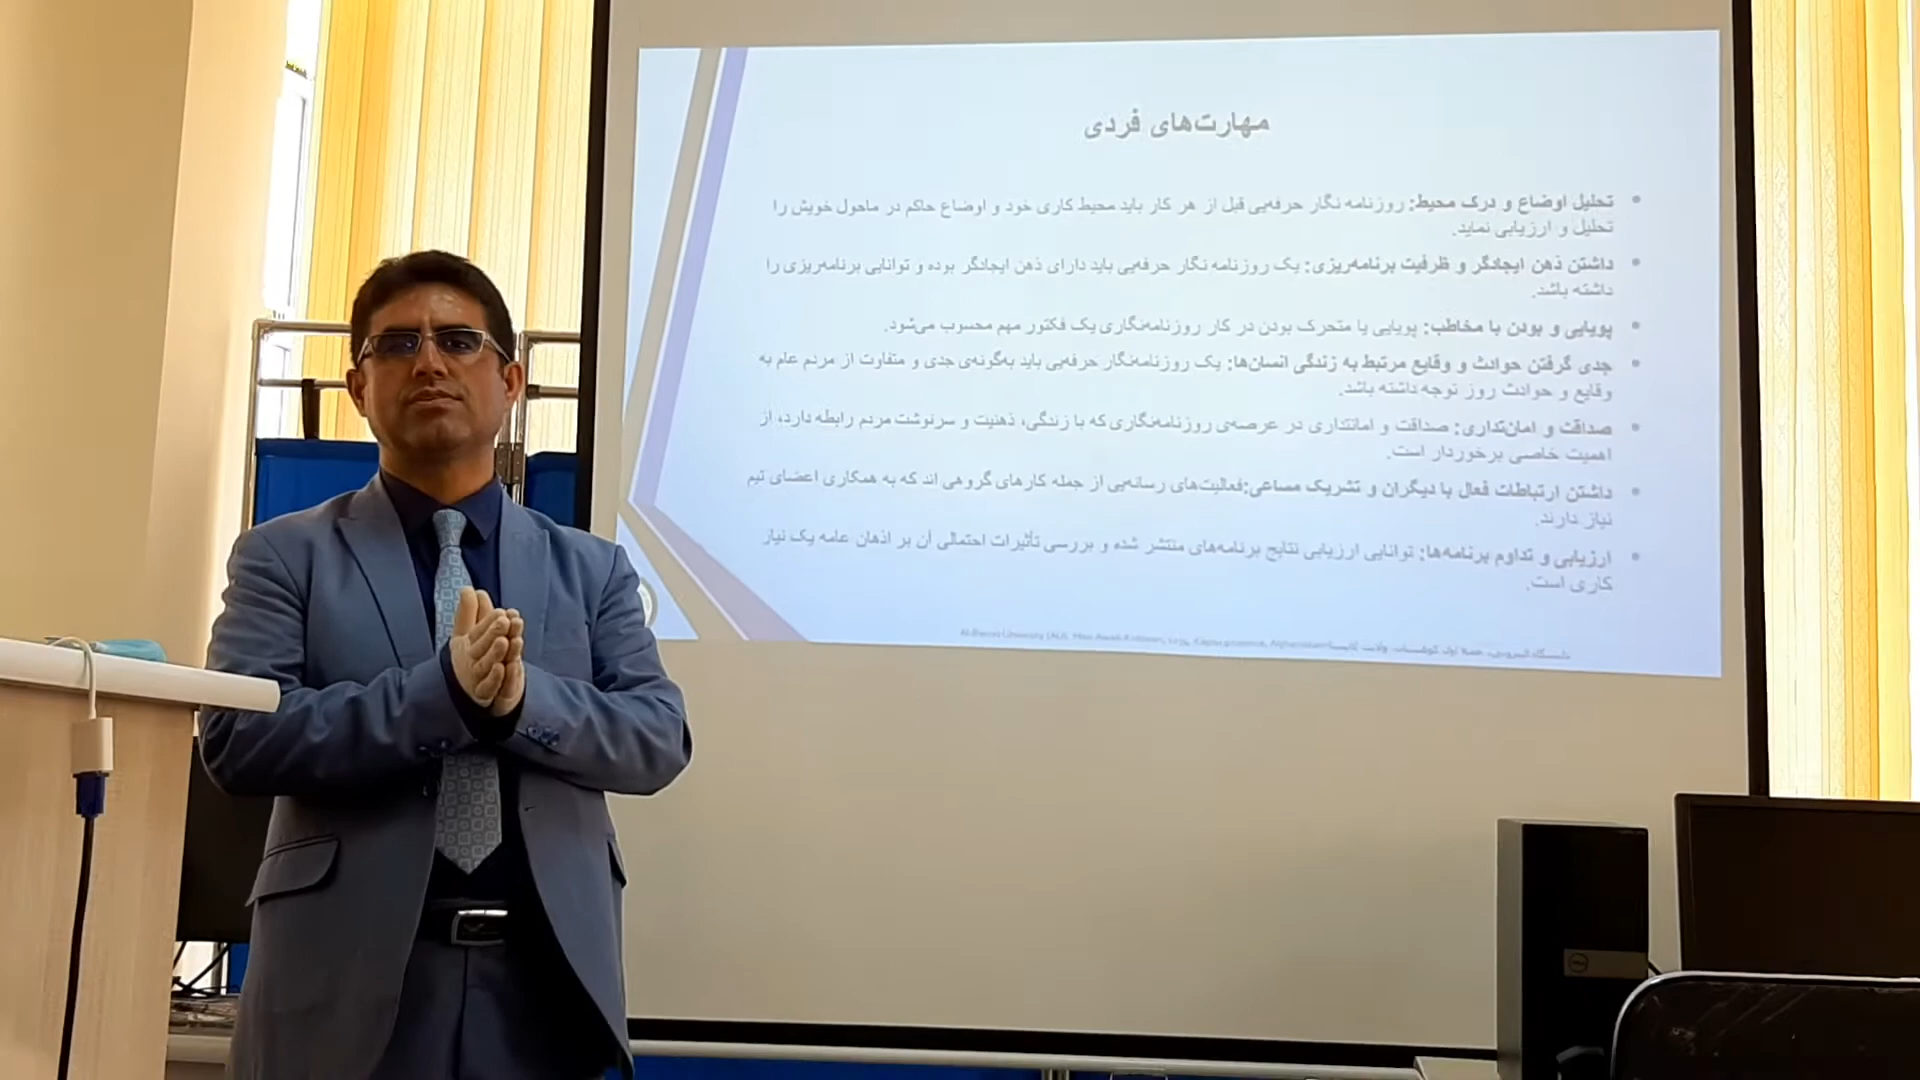 مهارت‌های فردی
تحلیل اوضاع و درک محیط: روزنامه نگار حرفه‌یی قبل از هر کار باید محیط کاری خود و اوضاع حاکم در ماحول خویش را
تحلیل و ارزیابی نماید.
داشتن ذهن ایجادگر و ظرفیت برنامه‌ریزی: یک روزنامه نگار حرفه‌یی باید دارای ذهن ایجادگر بوده و توانایی برنامه‌ریزی را
داشته باشد.
پویایی و بودن با مخاطب: پویایی یا متحرک بودن در کار روزنامه‌نگاری یک فکتور مهم محسوب می‌شود.
جدی گرفتن حوادث و وقایع مرتبط به زندگی انسان‌ها: یک روزنامه‌نگار حرفه‌یی باید به‌گونه‌ی جدی و متفاوت از مردم عام به
وقایع و حوادث روز توجه داشته باشد.
صداقت و امان‌تداری: صداقت و امانتداری در عرصه‌ی روزنامه‌نگاری که با زندگی، ذهنیت و سرنوشت مردم رابطه دارد، از
اهمیت خاصی برخوردار است.
داشتن ارتباطات فعال با دیگران و تشریک مساعی:فعالیت‌های رسانه‌یی از جمله کارهای گروهی اند که به همکاری اعضای تیم
نیاز دارند.
ارزیابی و تداوم برنامه‌ها: توانایی ارزیابی نتایج برنامه‌های منتشر شده و بررسی تأثیرات احتمالی آن بر اذهان عامه یک نیاز
کاری است.
DELL